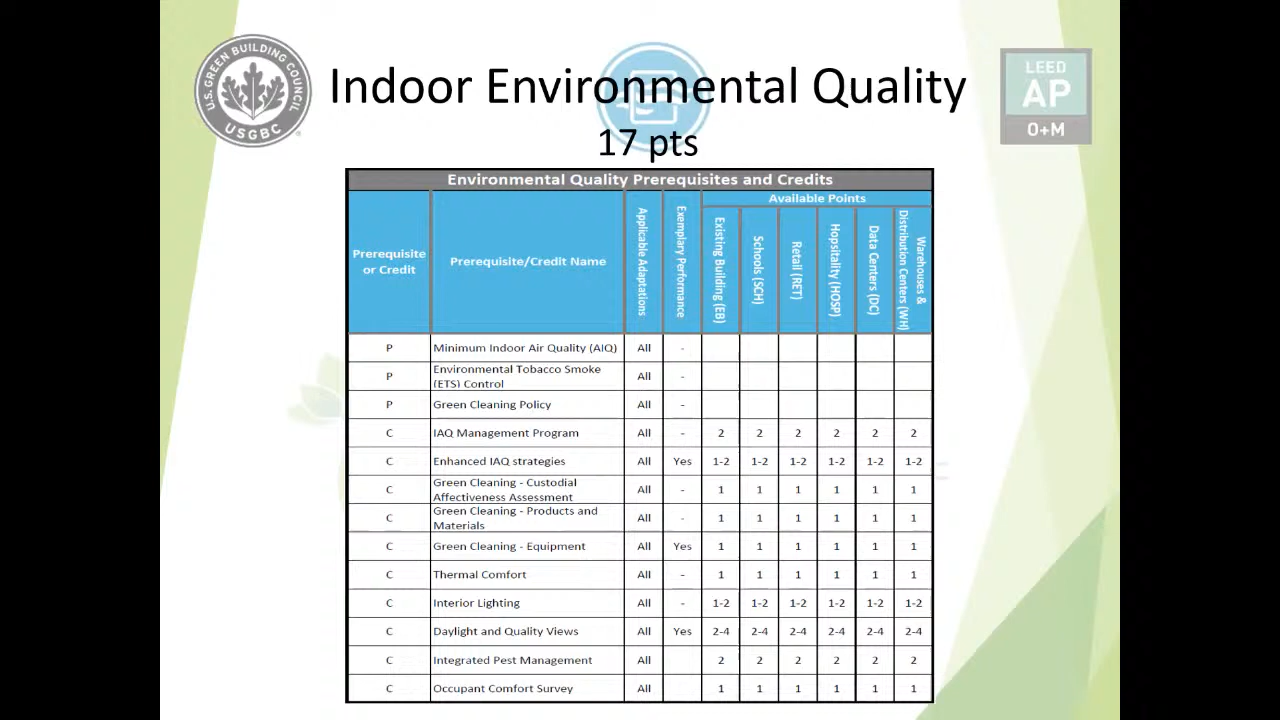 U.S. GREEN BUILDING COUNCIL
USGBC
Indoor Environmental Quality
17 pts
LEED
AP
O+M
Environmental Quality Prerequisites and Credits
Prerequisite
or Credit
Prerequisite/Credit Name
Applicable Adaptations
Exemplary Performance
Available Points
Existing Building (EB)
Schools (SCH)
Retail (RET)
Hopsitality (HOSP)
Data Centers (DC)
Warehouses &
Distribution Centers (WH)
P Minimum Indoor Air Quality (AIQ) All -
P Environmental Tobacco Smoke
(ETS) Control All -
P Green Cleaning Policy All -
C IAQ Management Program All - 2 2 2 2 2 2
C Enhanced IAQ strategies All Yes 1-2 1-2 1-2 1-2 1-2 1-2
C Green Cleaning - Custodial
Affectiveness Assessment All - 1 1 1 1 1 1
C Green Cleaning - Products and
Materials All - 1 1 1 1 1 1
C Green Cleaning - Equipment All Yes 1 1 1 1 1 1
C Thermal Comfort All - 1 1 1 1 1 1
C Interior Lighting All - 1-2 1-2 1-2 1-2 1-2 1-2
C Daylight and Quality Views All Yes 2-4 2-4 2-4 2-4 2-4 2-4
C Integrated Pest Management All 2 2 2 2 2 2
C Occupant Comfort Survey All 1 1 1 1 1 1